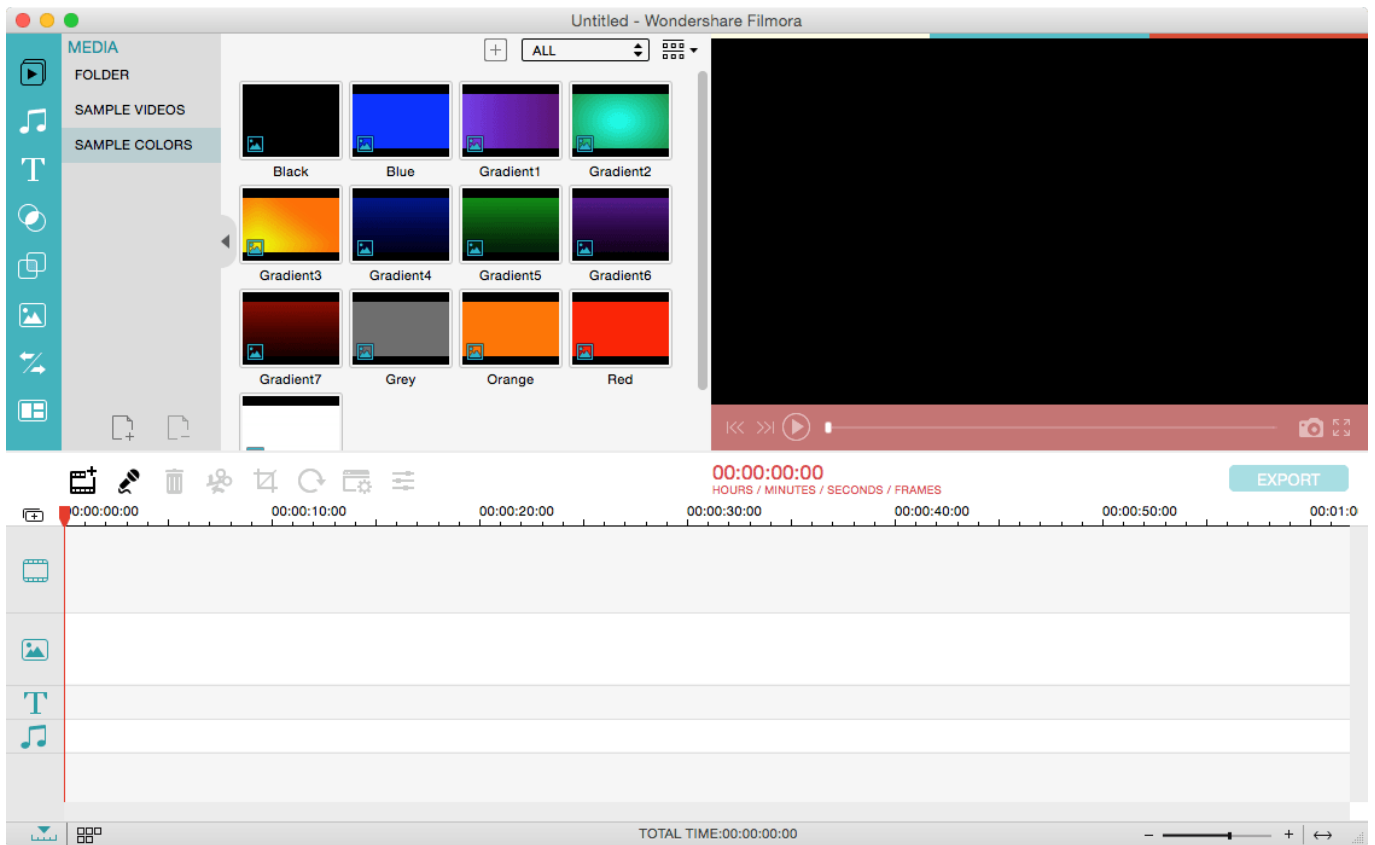 Untitled - Wondershare Filmora
MEDIA
FOLDER
SAMPLE VIDEOS
SAMPLE COLORS
ALL
Black Blue Gradient1 Gradient2
Gradient3 Gradient4 Gradient5 Gradient6
Gradient7 Grey Orange Red
00:00:00:00
HOURS / MINUTES / SECONDS / FRAMES
EXPORT
00:00:00:00 00:00:10:00 00:00:20:00 00:00:30:00 00:00:40:00 00:00:50:00 00:01:0
TOTAL TIME:00:00:00:00